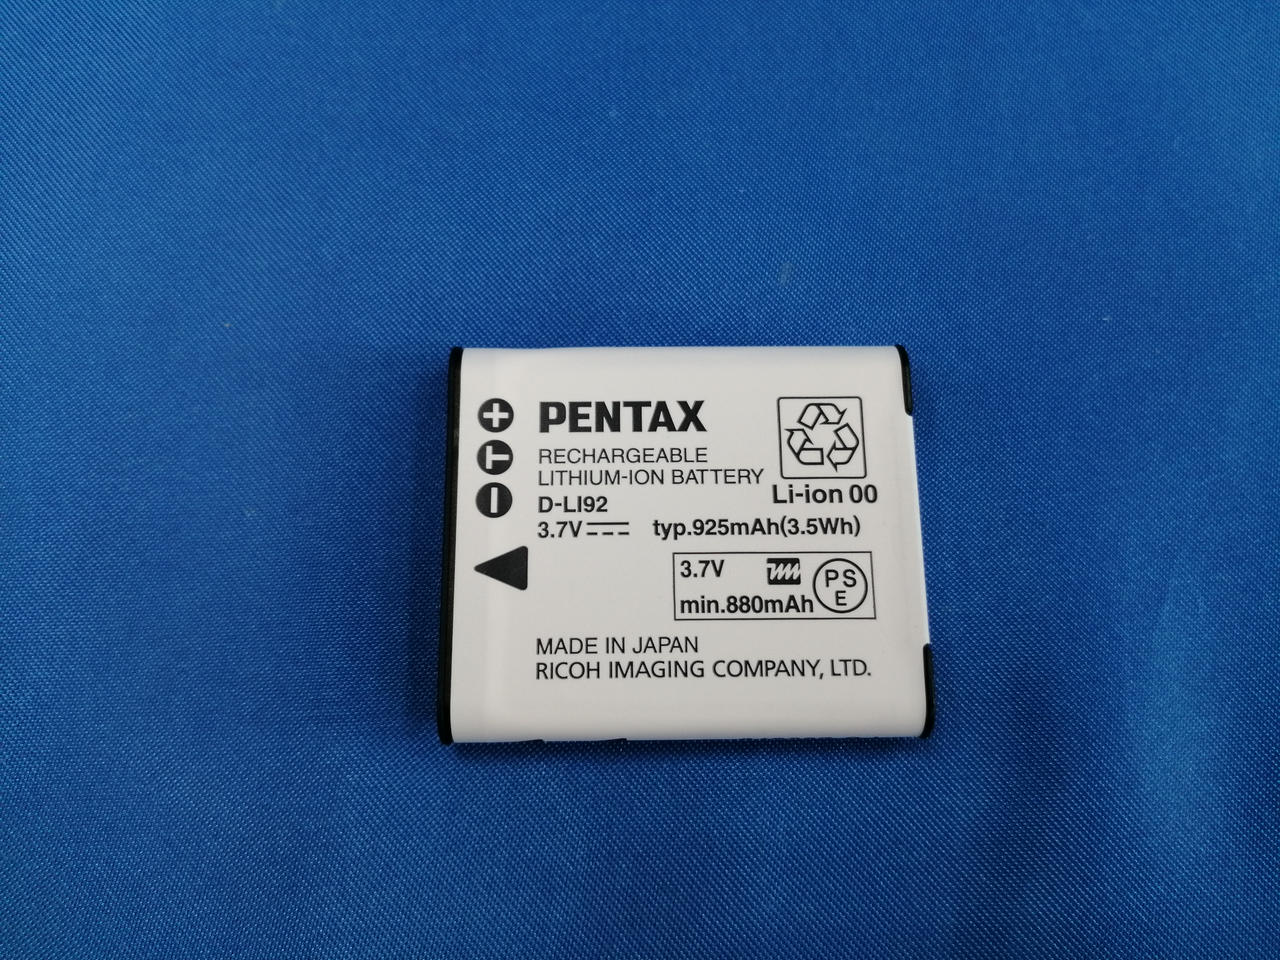 PENTAX
RECHARGEABLE
LITHIUM-ION BATTERY
D-LI92
3.7V typ.925mAh(3.5Wh)
Li-ion 00
T
3.7V
min.880mAh
PS
E
MADE IN JAPAN
RICOH IMAGING COMPANY, LTD.